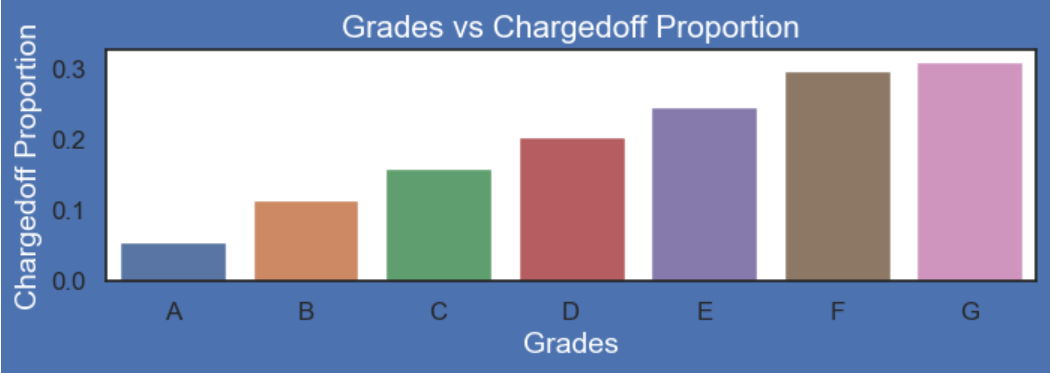 Grades vs Chargedoff Proportion
Chargedoff Proportion
0.3
0.2
0.1
0.0
A B C D E F G
Grades